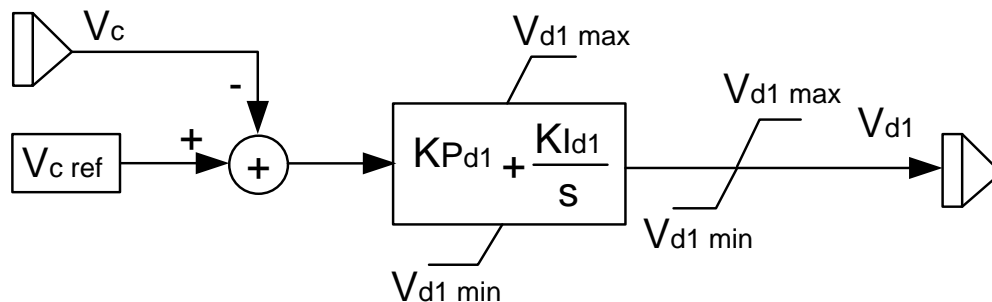 Vc
Vd1 max
-
Vd1 max
Vd1
+
Vc ref
+
KPd1 + KId1
s
Vd1 min
Vd1 min